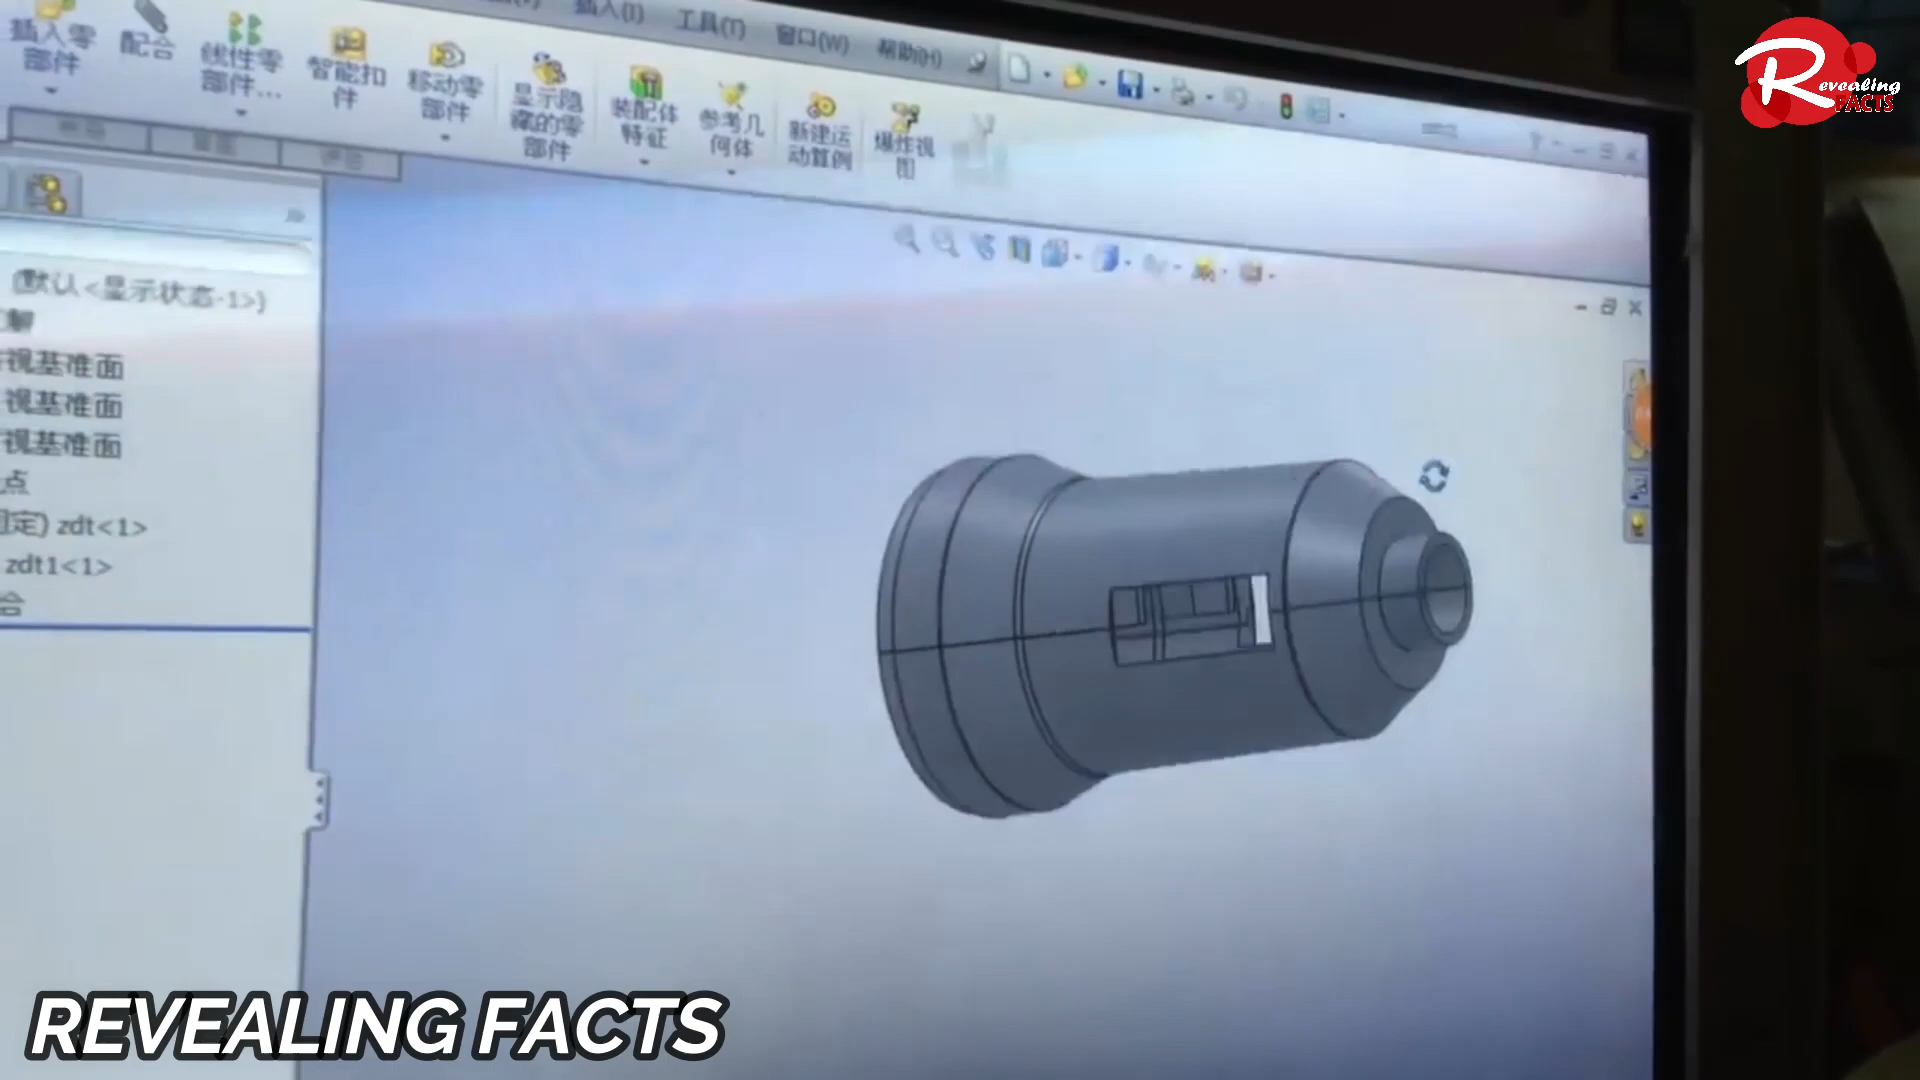 插入(I) 工具(T) 窗口(W) 帮助(H)
插入零
部件
配合
线性零
部件...
智能扣
件
移动零
部件
显示隐
藏的零
部件
装配体
特征
参考几
何体
新建运
动算例
爆炸视
图
(默认<显示状态-1>)
视基准面
视基准面
视基准面
点
固定) zdt<1>
zdt1<1>
合
Revealing
FACTS
REVEALING FACTS